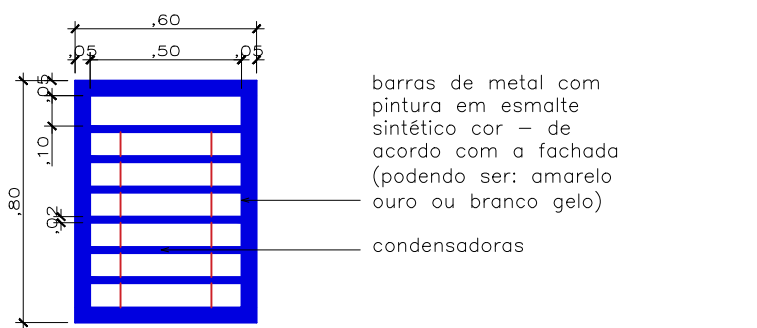 ,60
,05
,50
,05
,05
,10
,80
,02
barras de metal com
pintura em esmalte
sintético cor – de
acordo com a fachada
(podendo ser: amarelo
ouro ou branco gelo)
condensadoras